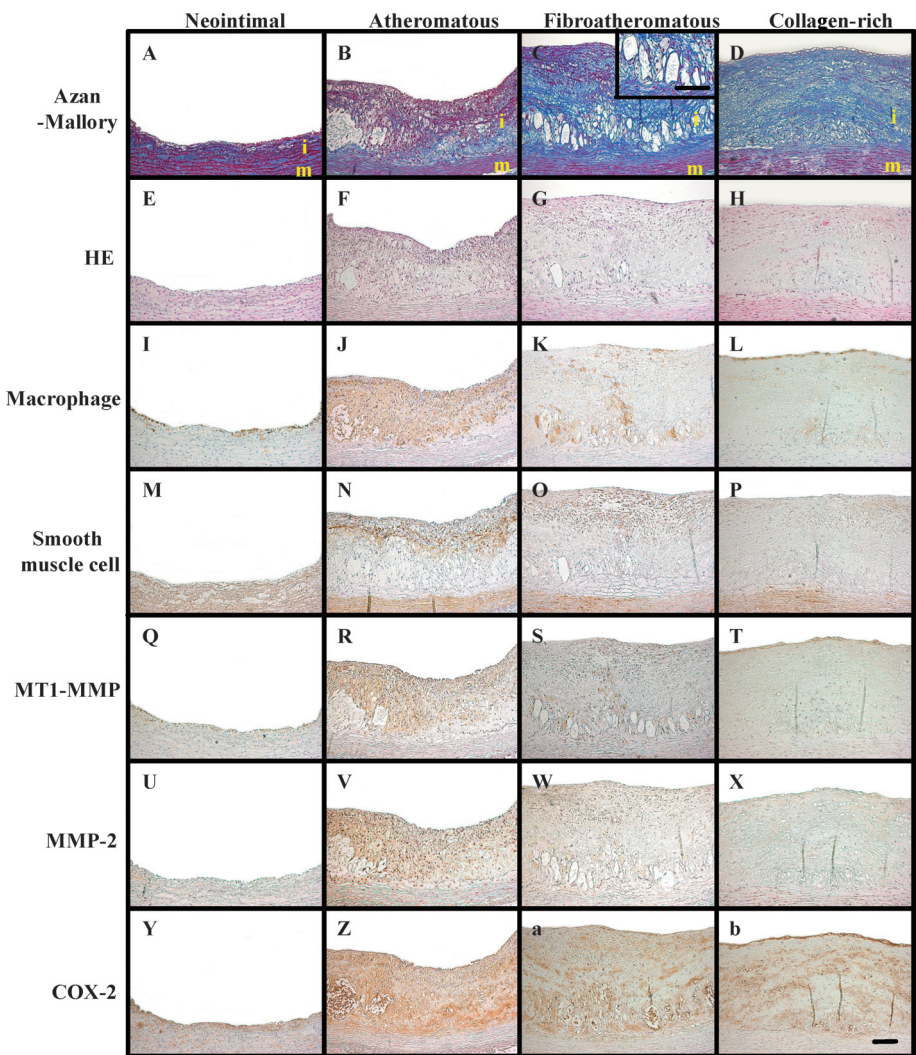 Neointimal Atheromatous Fibroatheromatous Collagen-rich
A B C D
Azan
-Mallory
i i i i
m m m m
E F G H
HE
I J K L
Macrophage
M N O P
Smooth
muscle cell
Q R S T
MT1-MMP
U V W X
MMP-2
Y Z a b
COX-2